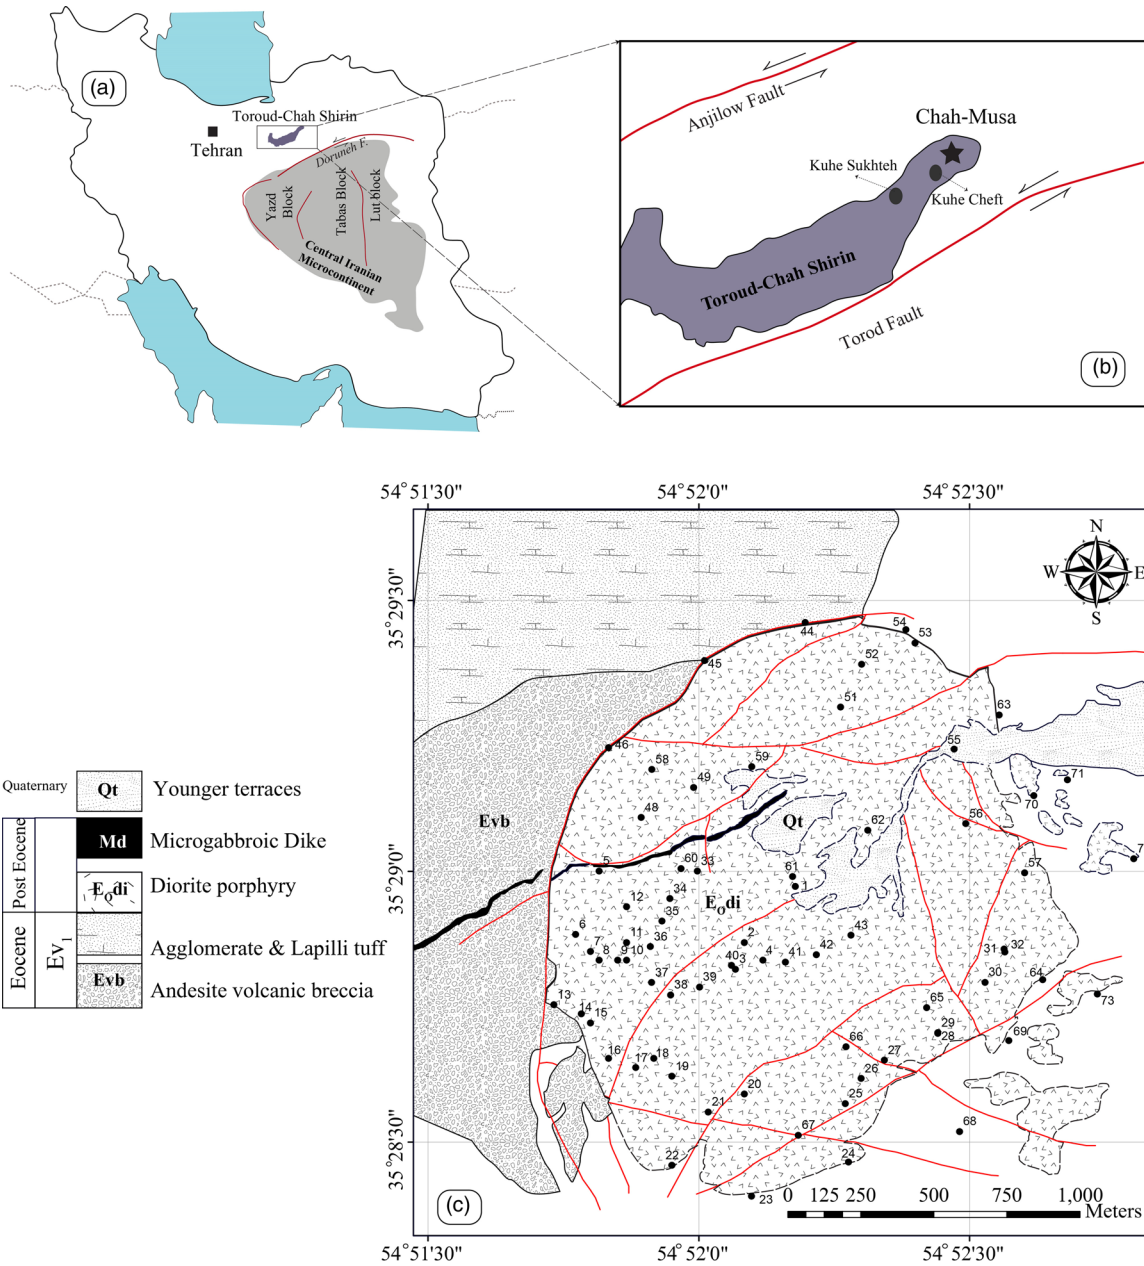 (a)
Toroud-Chah Shirin
Tehran
Doruneh F.
Yazd
Block
Tabas Block
Lut block
Central Iranian
Microcontinent
Anjilow Fault
Chah-Musa
Kuhe Sukhteh
Kuhe Cheft
Toroud-Chah Shirin
Torod Fault
(b)
54°51'30"
54°52'0"
54°52'30"
35°29'30"
35°29'0"
35°28'30"
N
W
E
S
44
54
53
45
52
51
63
46
55
58
59
49
71
70
48
Evb
Qt
62
56
7
5
60
33
61
1
57
34
12
E₀di
35
6
11
36
2
43
7
8
9
10
40
3
4
41
42
31
32
37
38
39
30
64
13
14
15
65
73
29
28
69
16
17
18
19
66
27
26
20
25
21
67
68
22
24
23
(c)
0
125
250
500
750
1,000
Meters
54°51'30"
54°52'0"
54°52'30"
Quaternary
Qt
Younger terraces
Post Eocene
Md
Microgabbroic Dike
E₀di
Diorite porphyry
Eocene
Ev₁
Agglomerate & Lapilli tuff
Evb
Andesite volcanic breccia